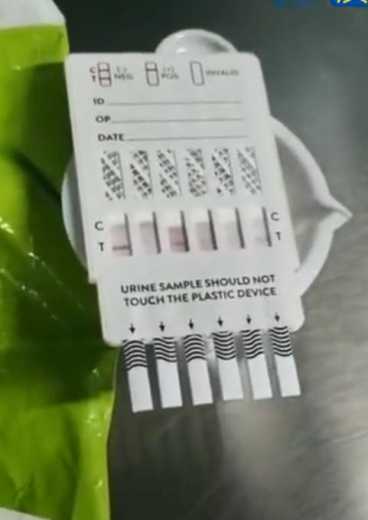 C (-) (+)
T NEG POS INVALID
ID
OP
DATE
C C
T T
URINE SAMPLE SHOULD NOT
TOUCH THE PLASTIC DEVICE